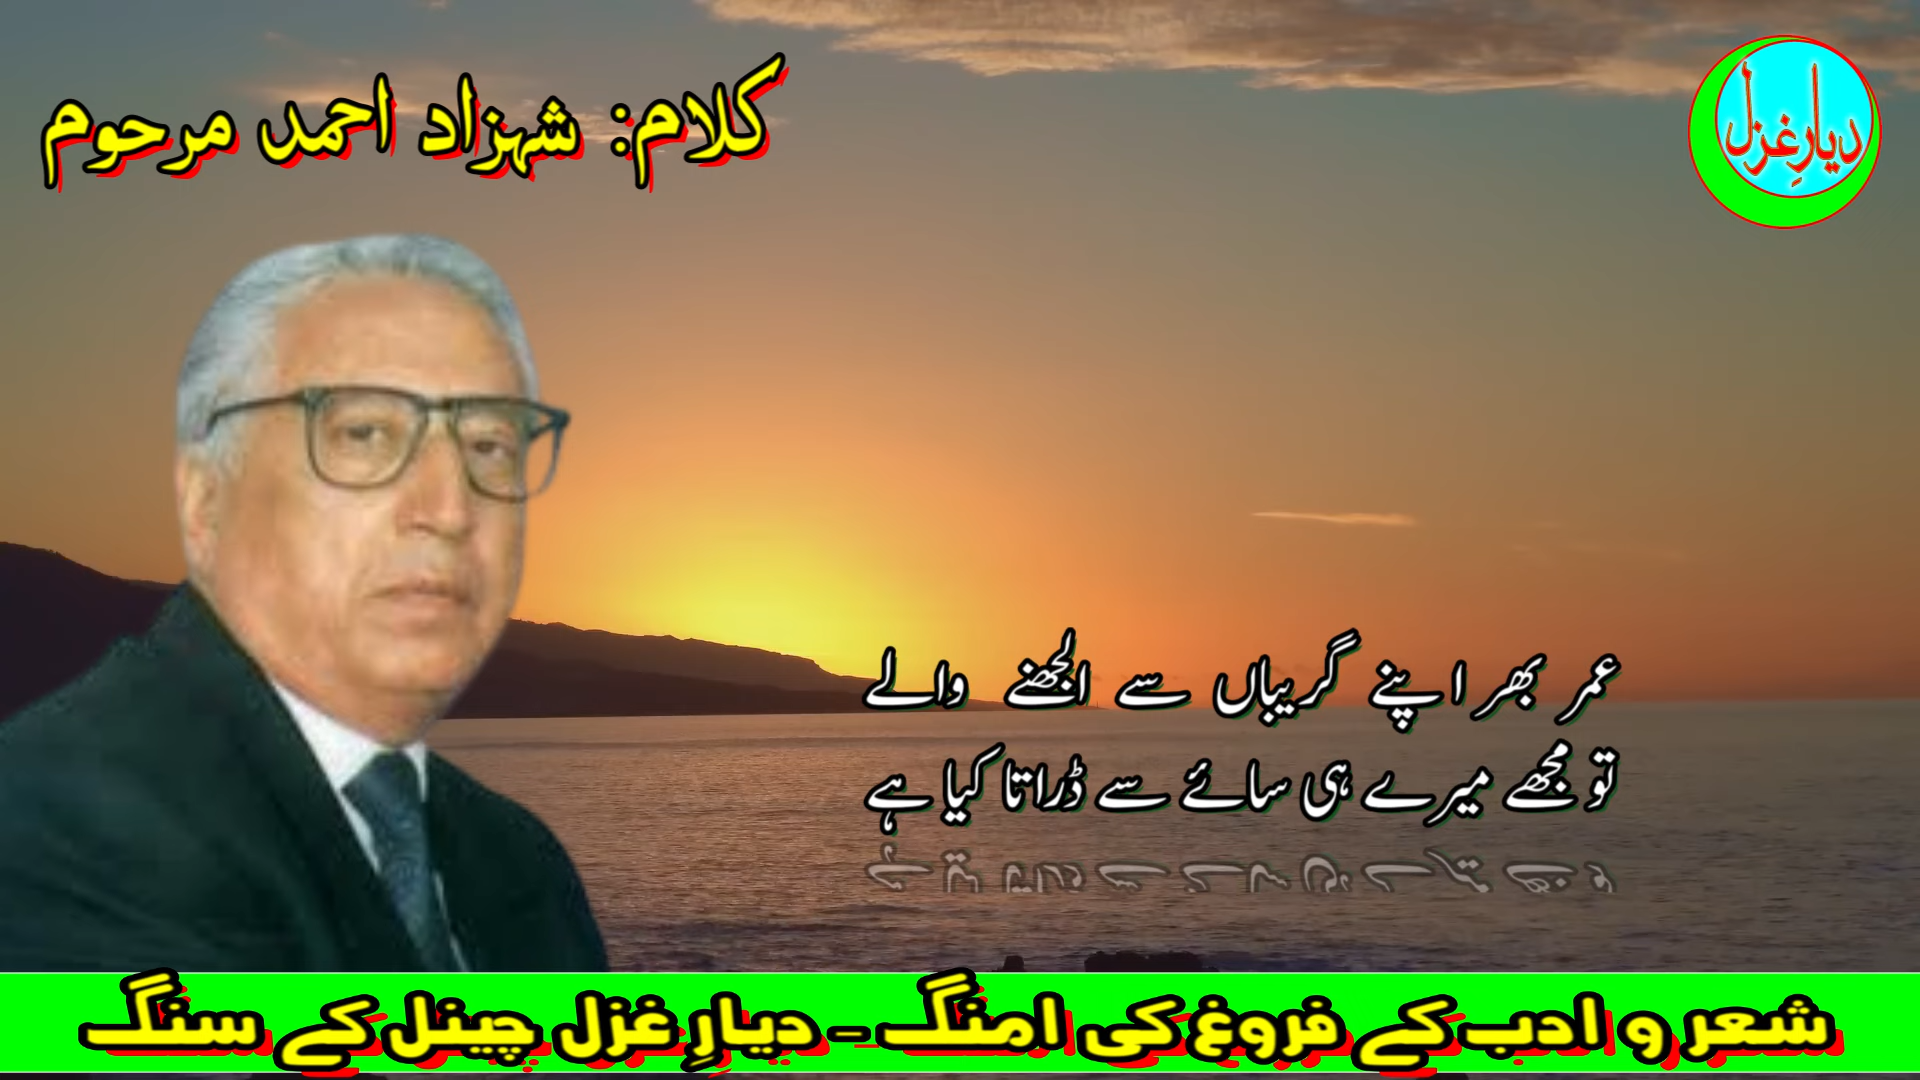 کلام: شہزاد احمد مرحوم
دیارِ غزل
عمر بھر اپنے گریباں سے الجھنے والے
تو مجھے میرے ہی سائے سے ڈراتا کیا ہے
شعر و ادب کے فروغ کی امنگ - دیارِ غزل چینل کے سنگ